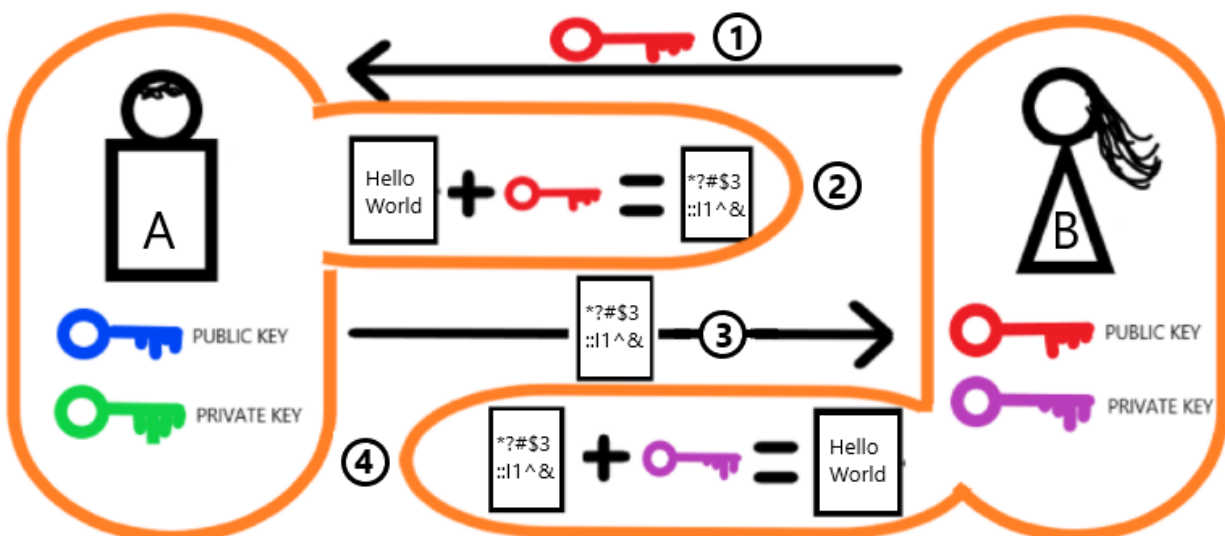 1
Hello
World
*?#$3
::I1^&
2
A
B
*?#$3
::I1^&
3
PUBLIC KEY
PRIVATE KEY
PUBLIC KEY
PRIVATE KEY
4
*?#$3
::I1^&
Hello
World